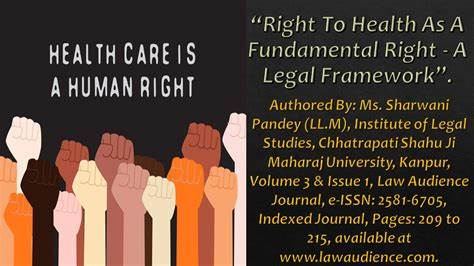 HEALTH CARE IS
A HUMAN RIGHT
“Right To Health As A
Fundamental Right - A
Legal Framework”.
Authored By: Ms. Sharwani
Pandey (LL.M), Institute of Legal
Studies, Chhatrapati Shahu Ji
Maharaj University, Kanpur,
Volume 3 & Issue 1, Law Audience
Journal, e-ISSN: 2581-6705,
Indexed Journal, Pages: 209 to
215, available at
www.lawaudience.com.